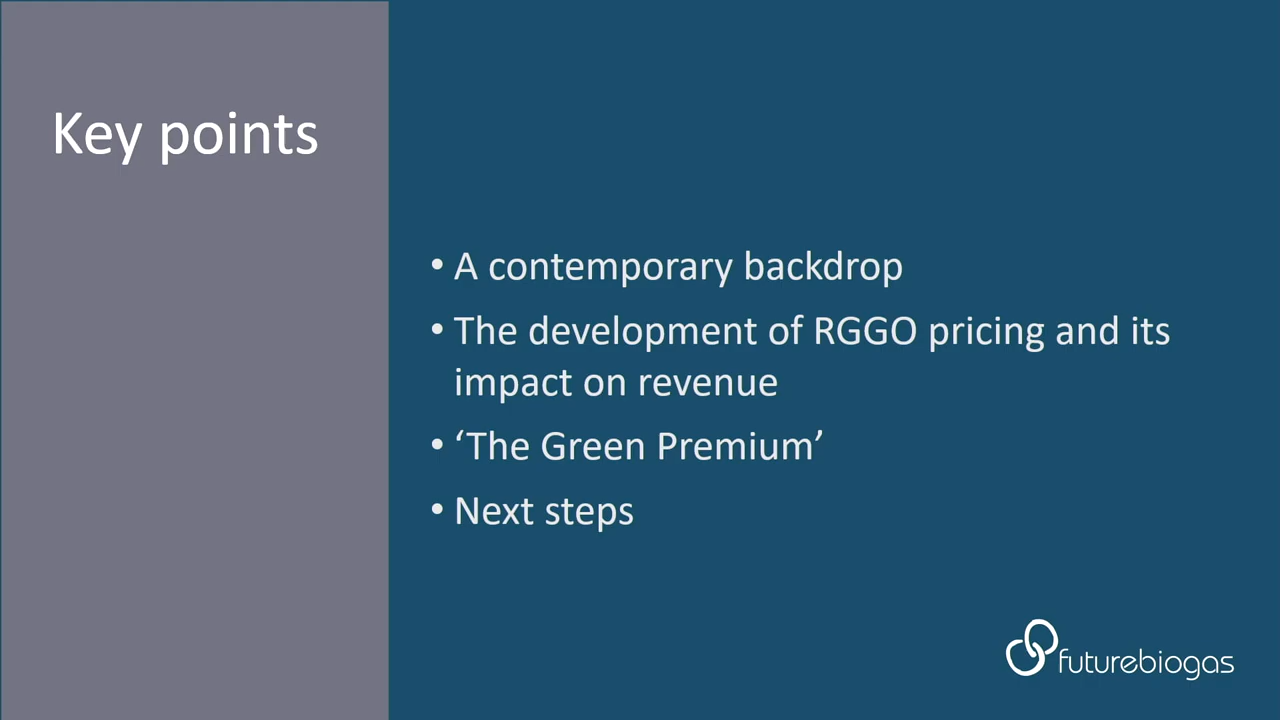 Key points
• A contemporary backdrop
• The development of RGGO pricing and its
impact on revenue
• ‘The Green Premium’
• Next steps
futurebiogas